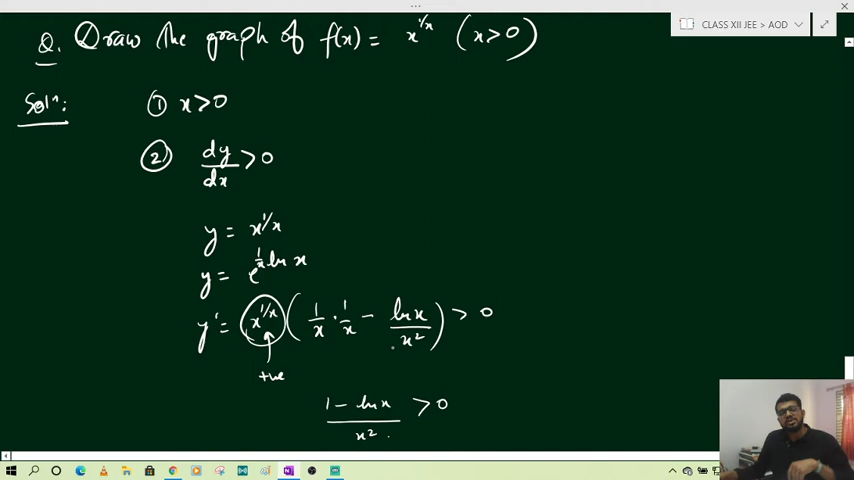 CLASS XII JEE > AOD
Q. Draw the graph of f(x) = x^1/x (x>0)
Solⁿ: ① x>0
② dy/dx >0
y = x^1/x
y = e^1/x ln x
y' = x^1/x ( 1/x · 1/x − ln x / x² ) > 0
+ve
1 − ln x / x² > 0